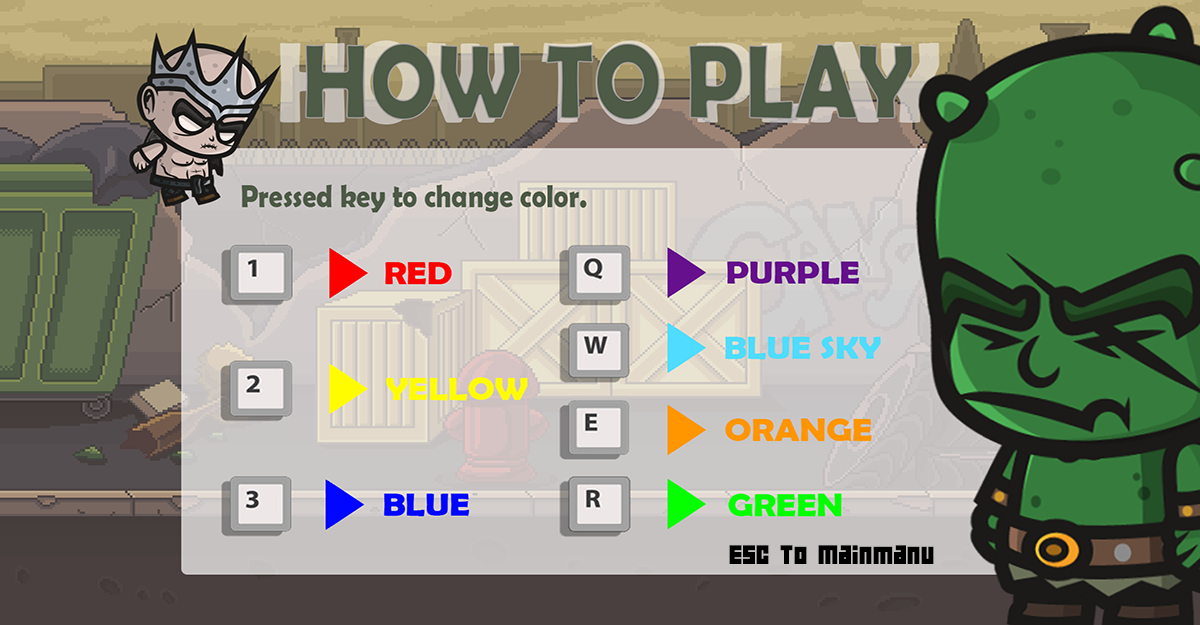 HOW TO PLAY
Pressed key to change color.
1 RED
2 YELLOW
3 BLUE
Q PURPLE
W BLUE SKY
E ORANGE
R GREEN
ESC To Mainmanu